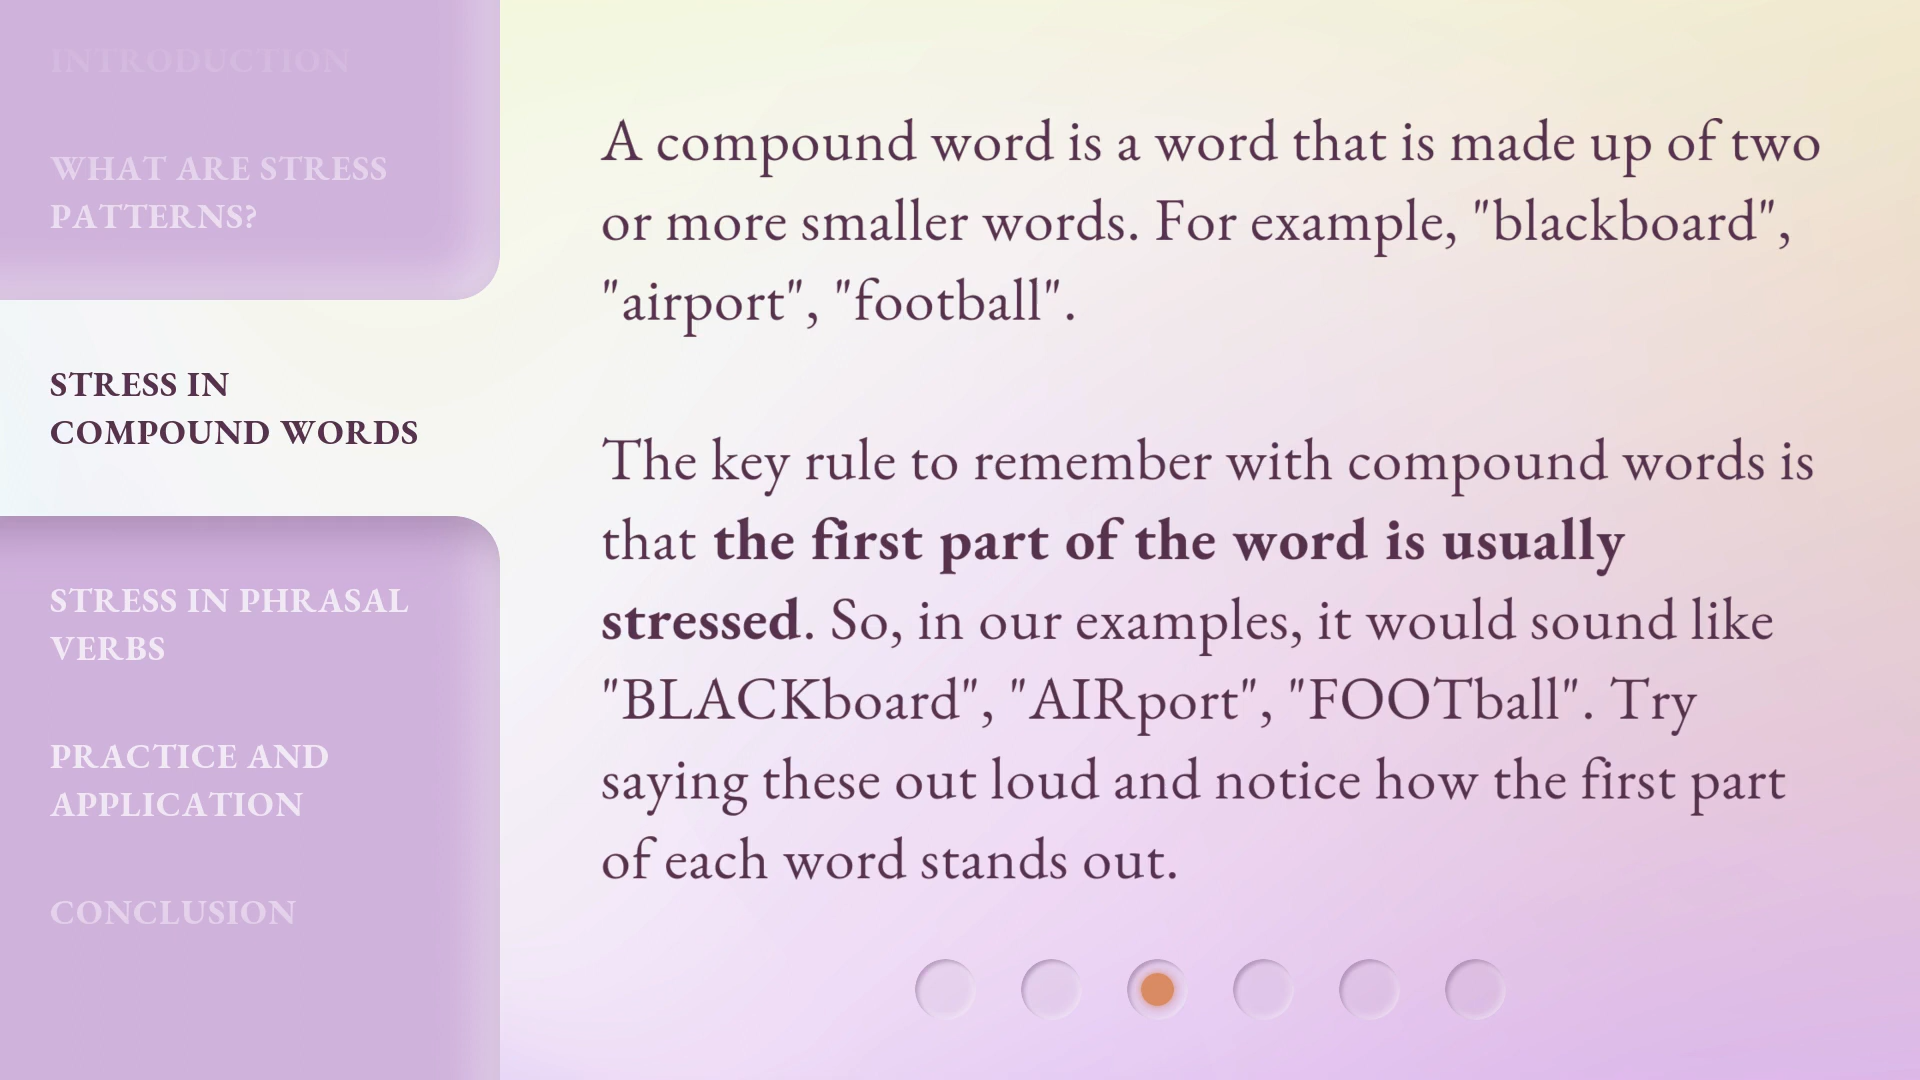 INTRODUCTION
WHAT ARE STRESS
PATTERNS?
STRESS IN
COMPOUND WORDS
STRESS IN PHRASAL
VERBS
PRACTICE AND
APPLICATION
CONCLUSION
A compound word is a word that is made up of two
or more smaller words. For example, "blackboard",
"airport", "football".
The key rule to remember with compound words is
that the first part of the word is usually
stressed. So, in our examples, it would sound like
"BLACKboard", "AIRport", "FOOTball". Try
saying these out loud and notice how the first part
of each word stands out.